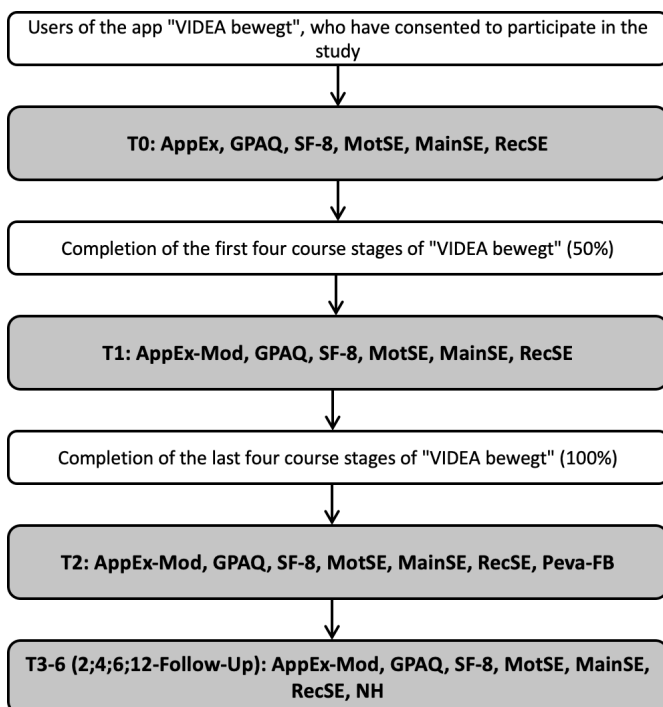 Users of the app "VIDEA bewegt", who have consented to participate in the
study
T0: AppEx, GPAQ, SF-8, MotSE, MainSE, RecSE
Completion of the first four course stages of "VIDEA bewegt" (50%)
T1: AppEx-Mod, GPAQ, SF-8, MotSE, MainSE, RecSE
Completion of the last four course stages of "VIDEA bewegt" (100%)
T2: AppEx-Mod, GPAQ, SF-8, MotSE, MainSE, RecSE, Peva-FB
T3-6 (2;4;6;12-Follow-Up): AppEx-Mod, GPAQ, SF-8, MotSE, MainSE,
RecSE, NH